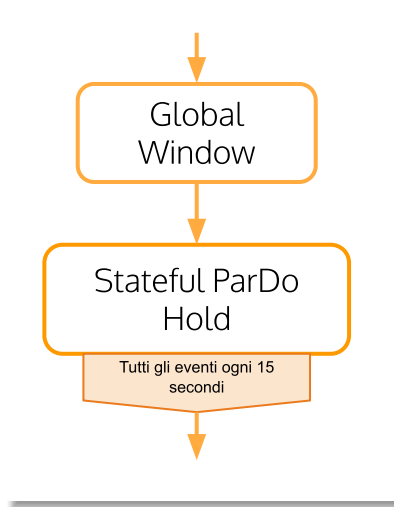 Global
Window
Stateful ParDo
Hold
Tutti gli eventi ogni 15
secondi